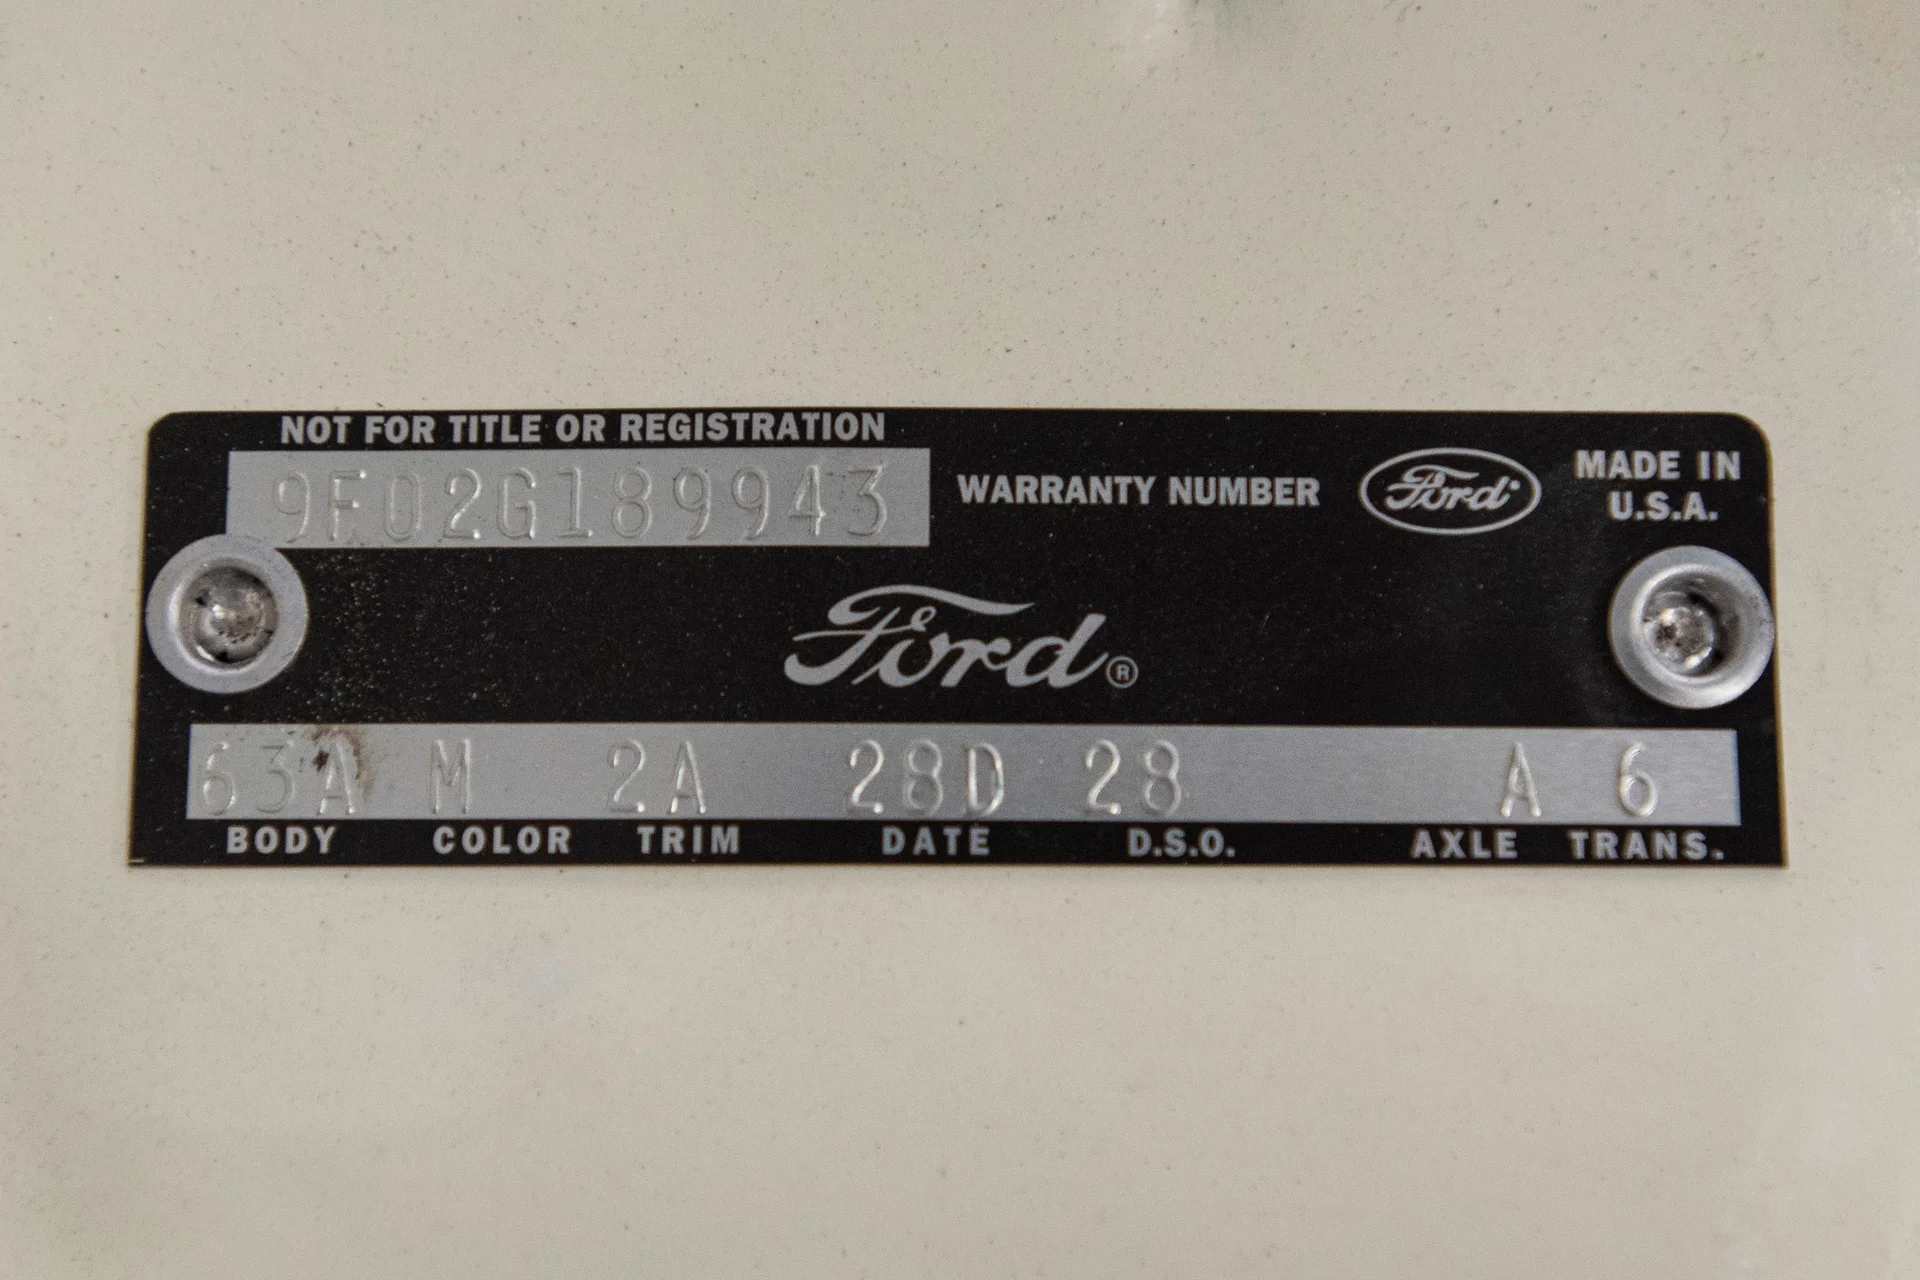 NOT FOR TITLE OR REGISTRATION
9F02G189943 WARRANTY NUMBER Ford MADE IN
U.S.A.
Ford®
63A M 2A 28D 28 A 6
BODY COLOR TRIM DATE D.S.O. AXLE TRANS.